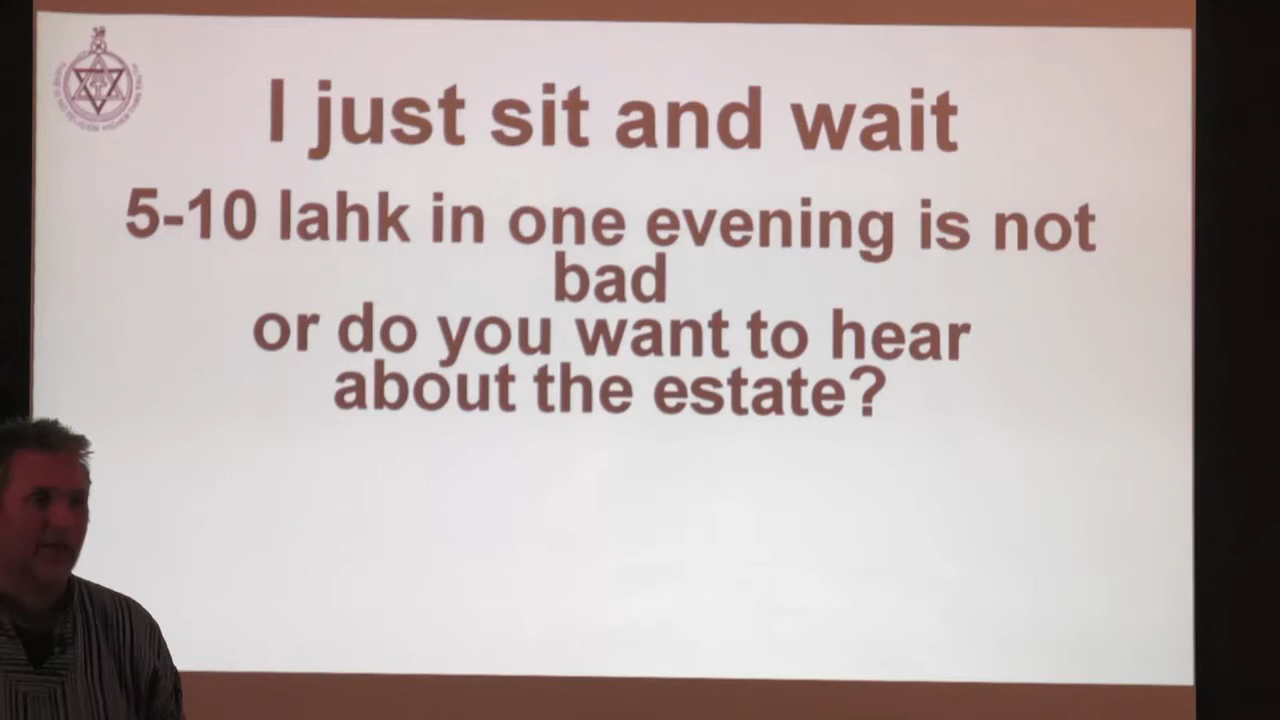 I just sit and wait
5-10 lahk in one evening is not
bad
or do you want to hear
about the estate?